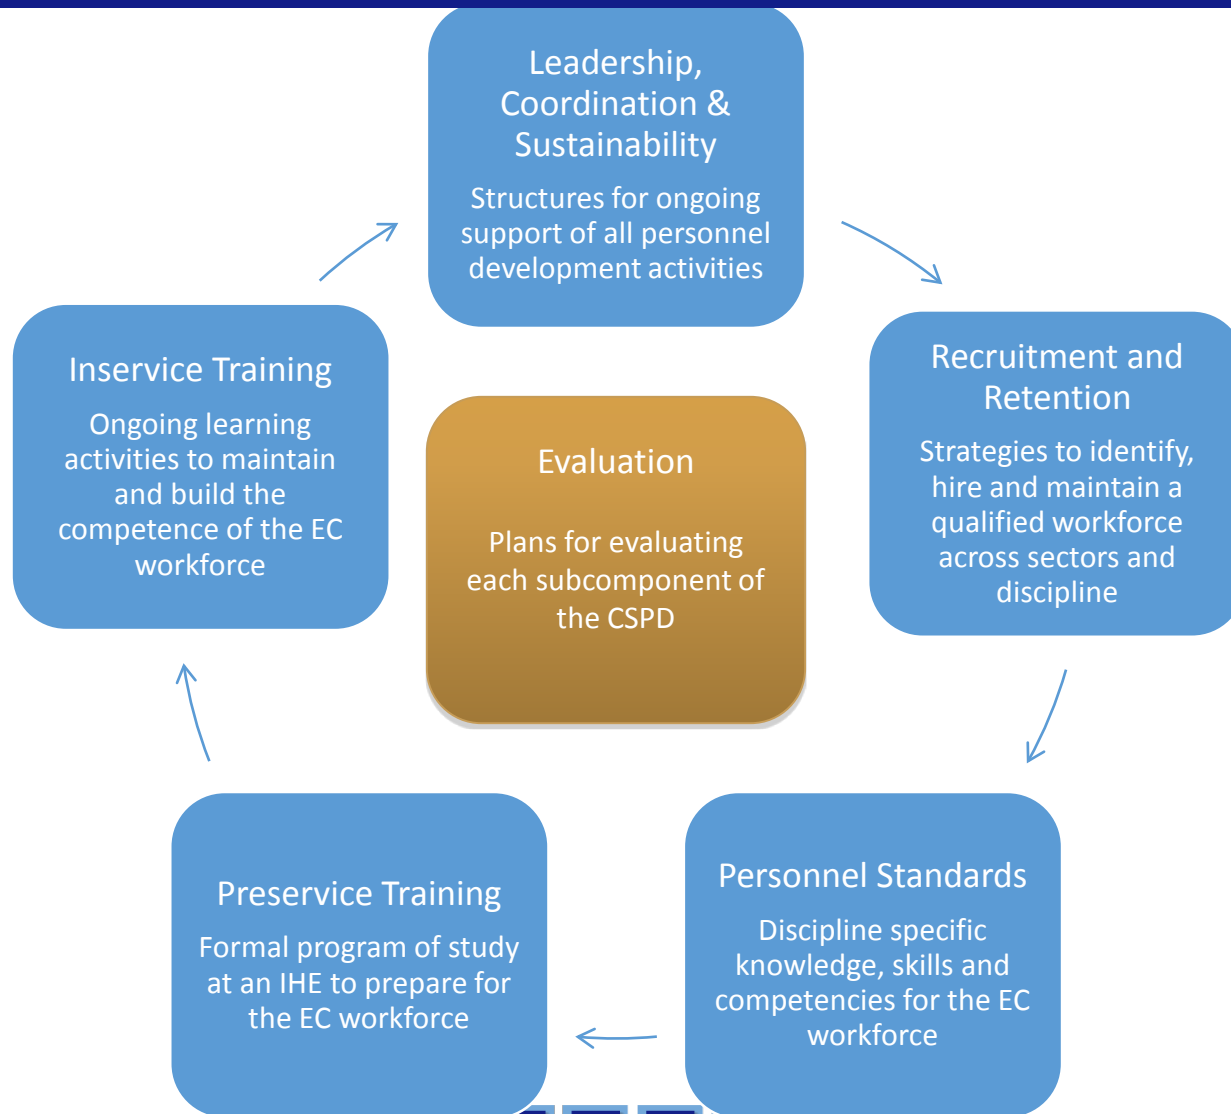 Leadership,
Coordination &
Sustainability
Structures for ongoing
support of all personnel
development activities
Recruitment and
Retention
Strategies to identify,
hire and maintain a
qualified workforce
across sectors and
discipline
Personnel Standards
Discipline specific
knowledge, skills and
competencies for the EC
workforce
Preservice Training
Formal program of study
at an IHE to prepare for
the EC workforce
Inservice Training
Ongoing learning
activities to maintain
and build the
competence of the EC
workforce
Evaluation
Plans for evaluating
each subcomponent of
the CSPD